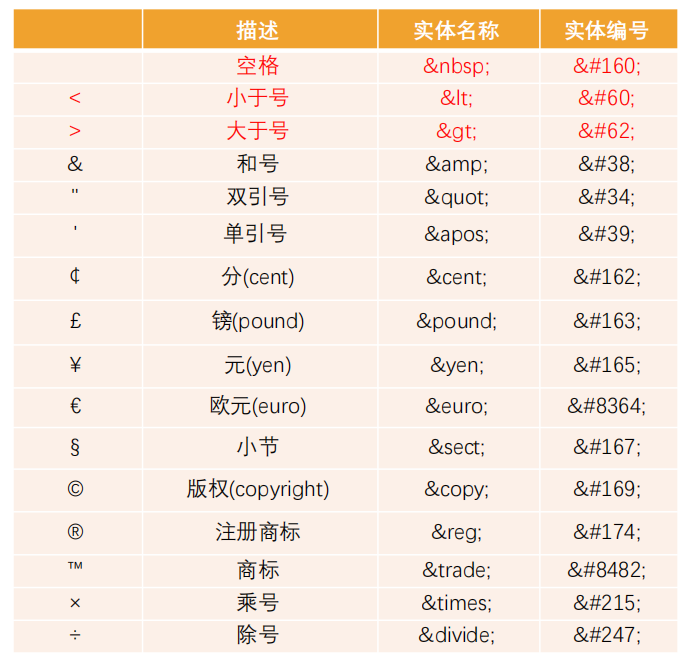 描述 实体名称 实体编号
空格 &nbsp; &#160;
< 小于号 &lt; &#60;
> 大于号 &gt; &#62;
& 和号 &amp; &#38;
" 双引号 &quot; &#34;
' 单引号 &apos; &#39;
¢ 分(cent) &cent; &#162;
£ 镑(pound) &pound; &#163;
¥ 元(yen) &yen; &#165;
€ 欧元(euro) &euro; &#8364;
§ 小节 &sect; &#167;
© 版权(copyright) &copy; &#169;
® 注册商标 &reg; &#174;
™ 商标 &trade; &#8482;
× 乘号 &times; &#215;
÷ 除号 &divide; &#247;